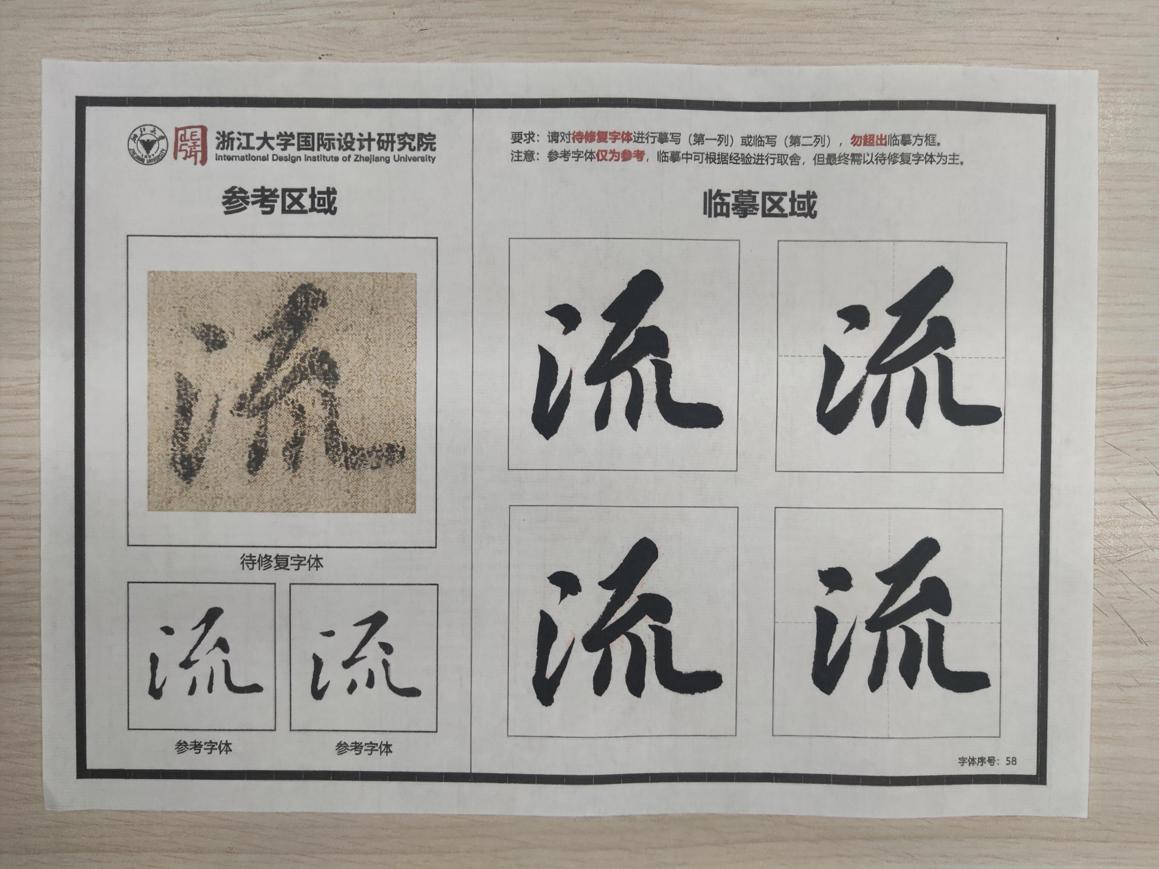 浙江大学国际设计研究院
International Design Institute of Zhejiang University
参考区域
流
待修复字体
流 流
参考字体 参考字体
要求：请对待修复字体进行摹写（第一列）或临写（第二列），勿超出临摹方框。
注意：参考字体仅为参考，临摹中可根据经验进行取舍，但最终需以待修复字体为主。
临摹区域
流 流
流 流
字体序号：58